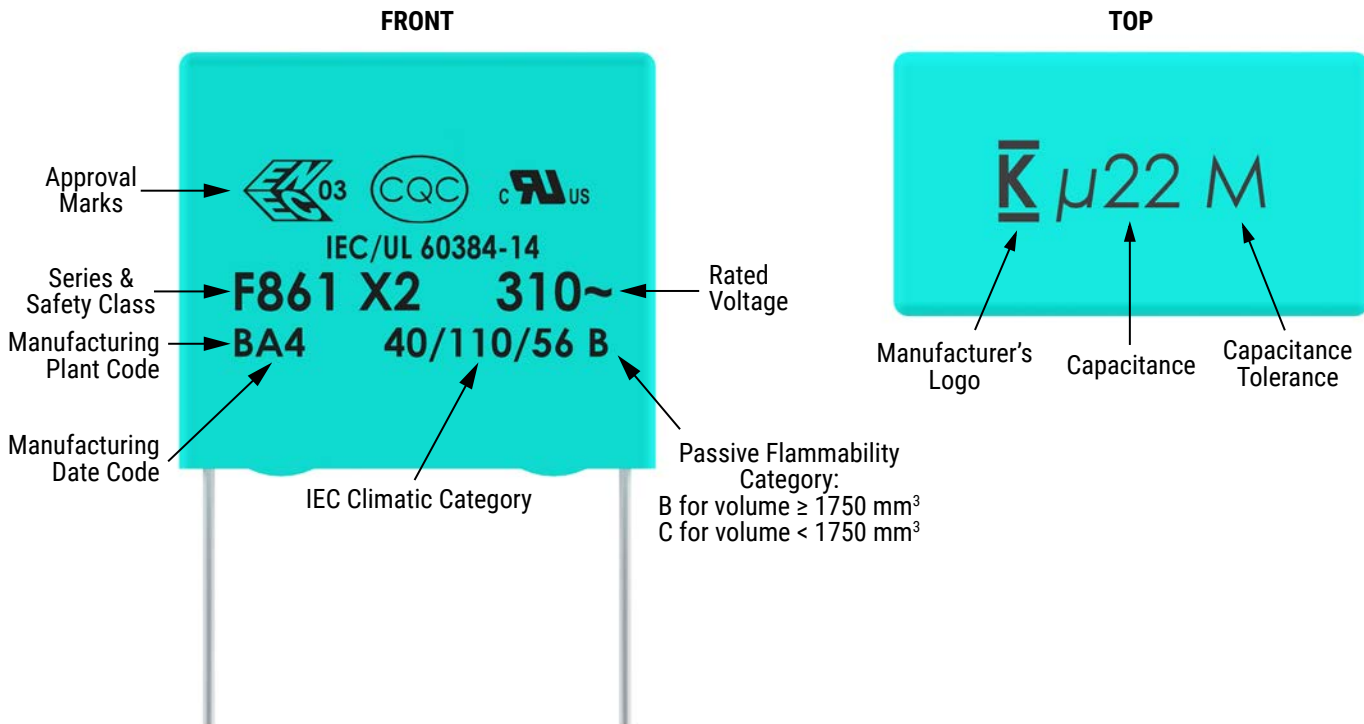 FRONT
TOP
Approval
Marks
ENEC 03
CQC
c RU US
IEC/UL 60384-14
Series &
Safety Class
F861 X2 310~
Rated
Voltage
Manufacturing
Plant Code
BA4 40/110/56 B
Manufacturing
Date Code
IEC Climatic Category
Passive Flammability
Category:
B for volume ≥ 1750 mm³
C for volume < 1750 mm³
K µ22 M
Manufacturer's
Logo
Capacitance
Capacitance
Tolerance